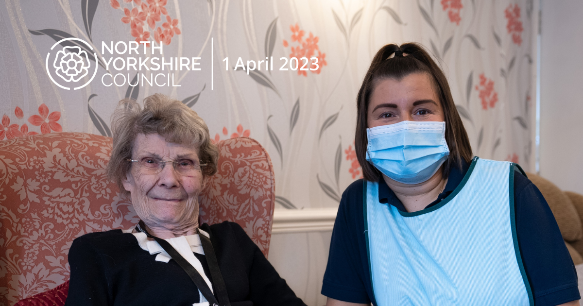 NORTH
YORKSHIRE
COUNCIL
1 April 2023